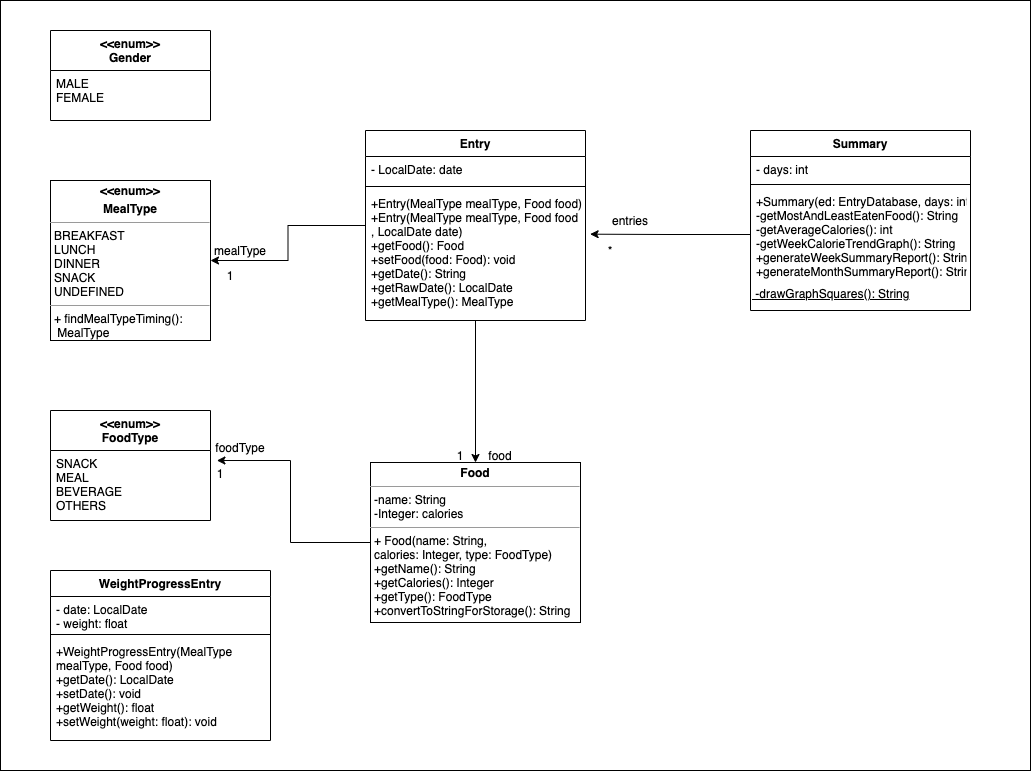 <<enum>>
Gender
MALE
FEMALE
<<enum>>
MealType
BREAKFAST
LUNCH
DINNER
SNACK
UNDEFINED
+ findMealTypeTiming():
MealType
mealType
1
Entry
- LocalDate: date
+Entry(MealType mealType, Food food)
+Entry(MealType mealType, Food food
, LocalDate date)
+getFood(): Food
+setFood(food: Food): void
+getDate(): String
+getRawDate(): LocalDate
+getMealType(): MealType
entries
*
Summary
- days: int
+Summary(ed: EntryDatabase, days: int
-getMostAndLeastEatenFood(): String
-getAverageCalories(): int
-getWeekCalorieTrendGraph(): String
+generateWeekSummaryReport(): Strin
+generateMonthSummaryReport(): Strin
-drawGraphSquares(): String
<<enum>>
FoodType
SNACK
MEAL
BEVERAGE
OTHERS
foodType
1
1 food
Food
-name: String
-Integer: calories
+ Food(name: String,
calories: Integer, type: FoodType)
+getName(): String
+getCalories(): Integer
+getType(): FoodType
+convertToStringForStorage(): String
WeightProgressEntry
- date: LocalDate
- weight: float
+WeightProgressEntry(MealType
mealType, Food food)
+getDate(): LocalDate
+setDate(): void
+getWeight(): float
+setWeight(weight: float): void